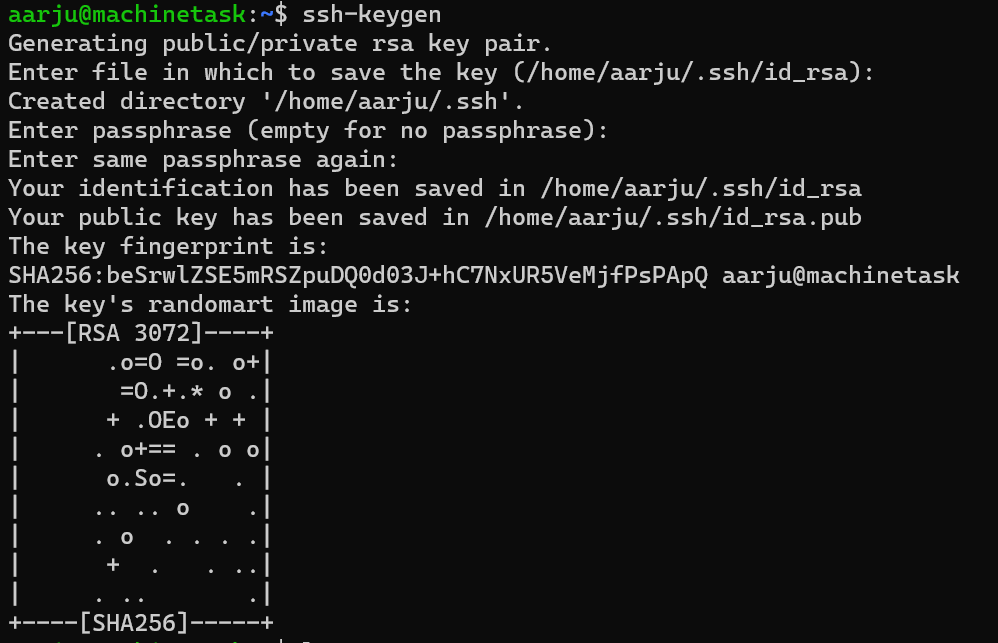 aarju@machinetask:~$ ssh-keygen
Generating public/private rsa key pair.
Enter file in which to save the key (/home/aarju/.ssh/id_rsa):
Created directory '/home/aarju/.ssh'.
Enter passphrase (empty for no passphrase):
Enter same passphrase again:
Your identification has been saved in /home/aarju/.ssh/id_rsa
Your public key has been saved in /home/aarju/.ssh/id_rsa.pub
The key fingerprint is:
SHA256:beSrwlZSE5mRSZpuDQ0d03J+hC7NxUR5VeMjfPsPApQ aarju@machinetask
The key's randomart image is:
+---[RSA 3072]----+
|      .o=O =o. o+|
|       =O.+.* o .|
|      + .OEo + + |
|     . o+== . o o|
|      o.So=.   . |
|     .. .. o    .|
|     . o  . . . .|
|      +  .   . ..|
|     . ..       .|
+----[SHA256]-----+